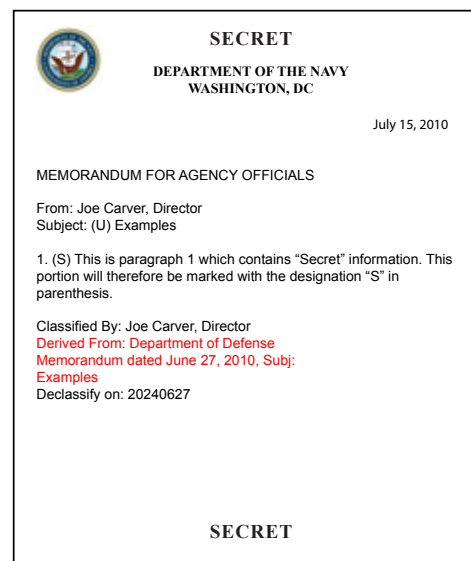 SECRET
DEPARTMENT OF THE NAVY
WASHINGTON, DC
July 15, 2010
MEMORANDUM FOR AGENCY OFFICIALS
From: Joe Carver, Director
Subject: (U) Examples
1. (S) This is paragraph 1 which contains “Secret” information. This
portion will therefore be marked with the designation “S” in
parenthesis.
Classified By: Joe Carver, Director
Derived From: Department of Defense
Memorandum dated June 27, 2010, Subj:
Examples
Declassify on: 20240627
SECRET